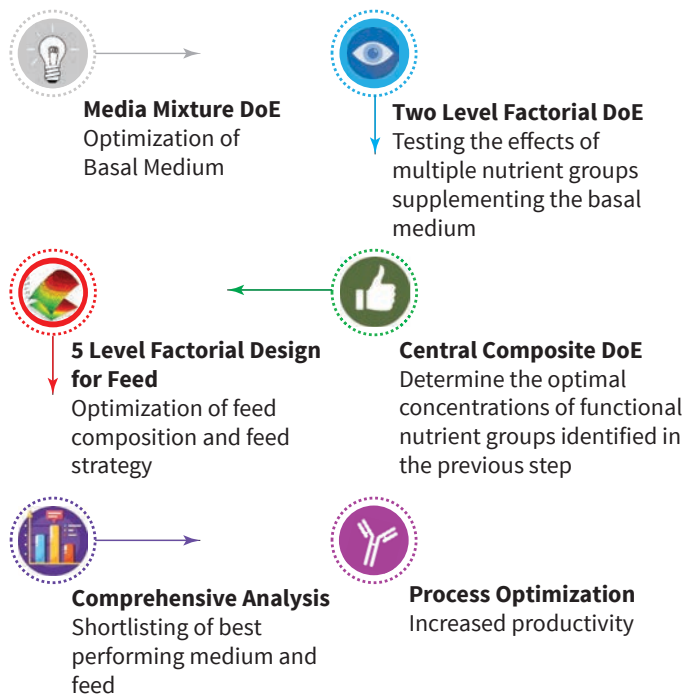 Media Mixture DoE
Optimization of
Basal Medium
Two Level Factorial DoE
Testing the effects of
multiple nutrient groups
supplementing the basal
medium
5 Level Factorial Design
for Feed
Optimization of feed
composition and feed
strategy
Central Composite DoE
Determine the optimal
concentrations of functional
nutrient groups identified in
the previous step
Comprehensive Analysis
Shortlisting of best
performing medium and
feed
Process Optimization
Increased productivity